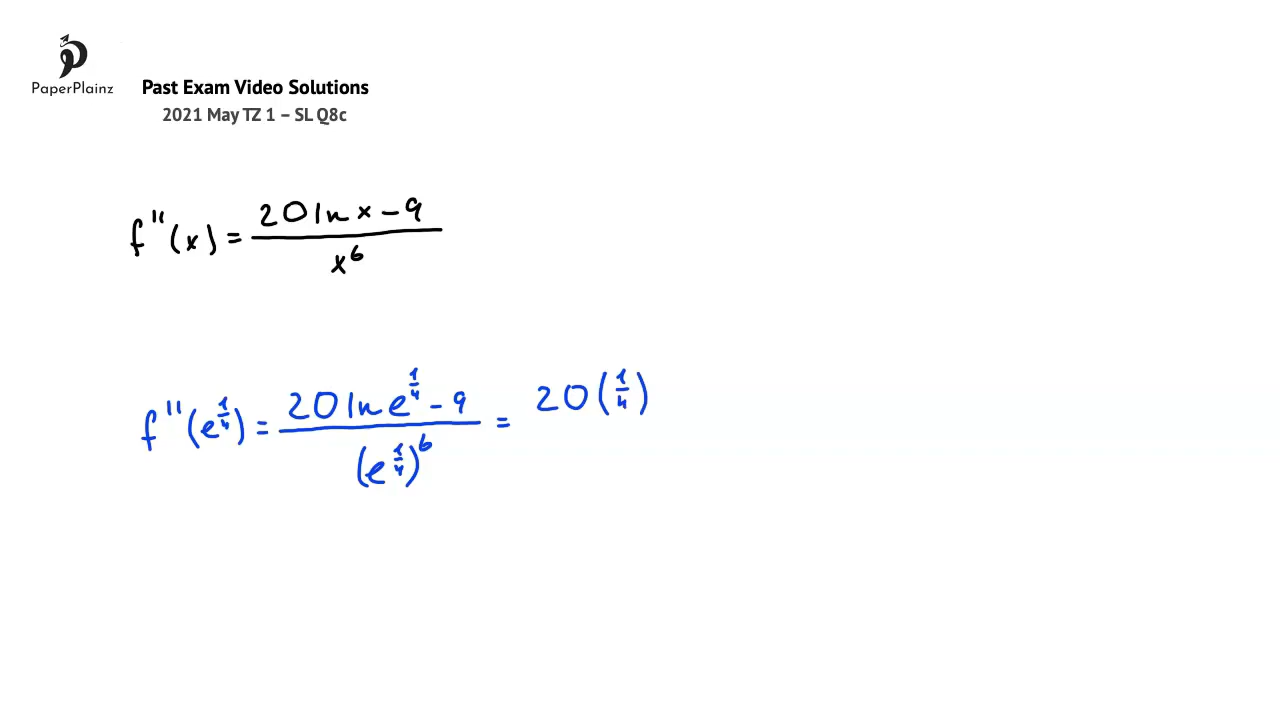 PaperPlainz
Past Exam Video Solutions
2021 May TZ 1 – SL Q8c
f''(x) = (20 ln x - 9) / x^6
f''(e^(1/4)) = (20 ln e^(1/4) - 9) / (e^(1/4))^6 = 20(1/4)